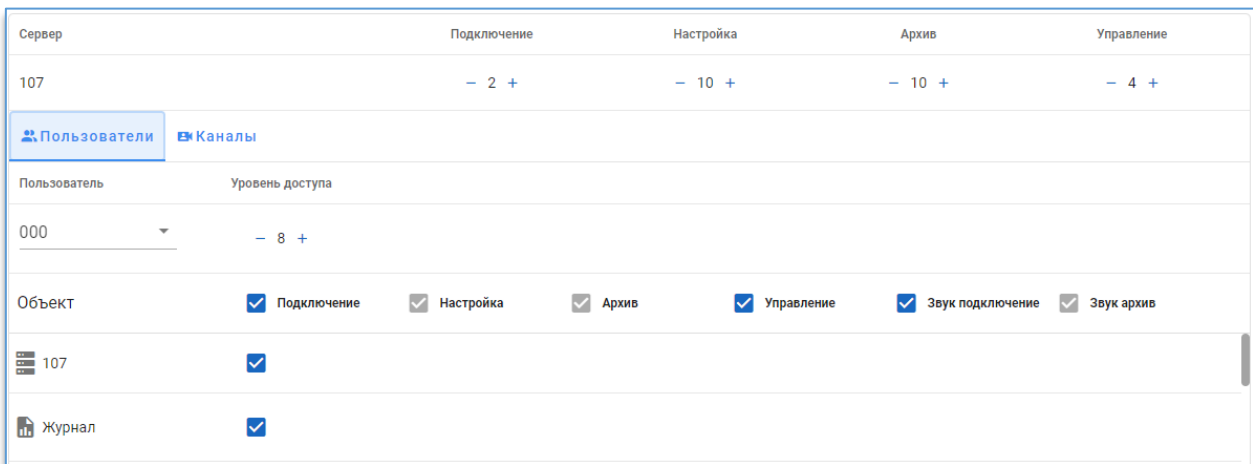 Сервер Подключение Настройка Архив Управление
107 − 2 + − 10 + − 10 + − 4 +
Пользователи Каналы
Пользователь Уровень доступа
000 − 8 +
Объект Подключение Настройка Архив Управление Звук подключение Звук архив
107
Журнал